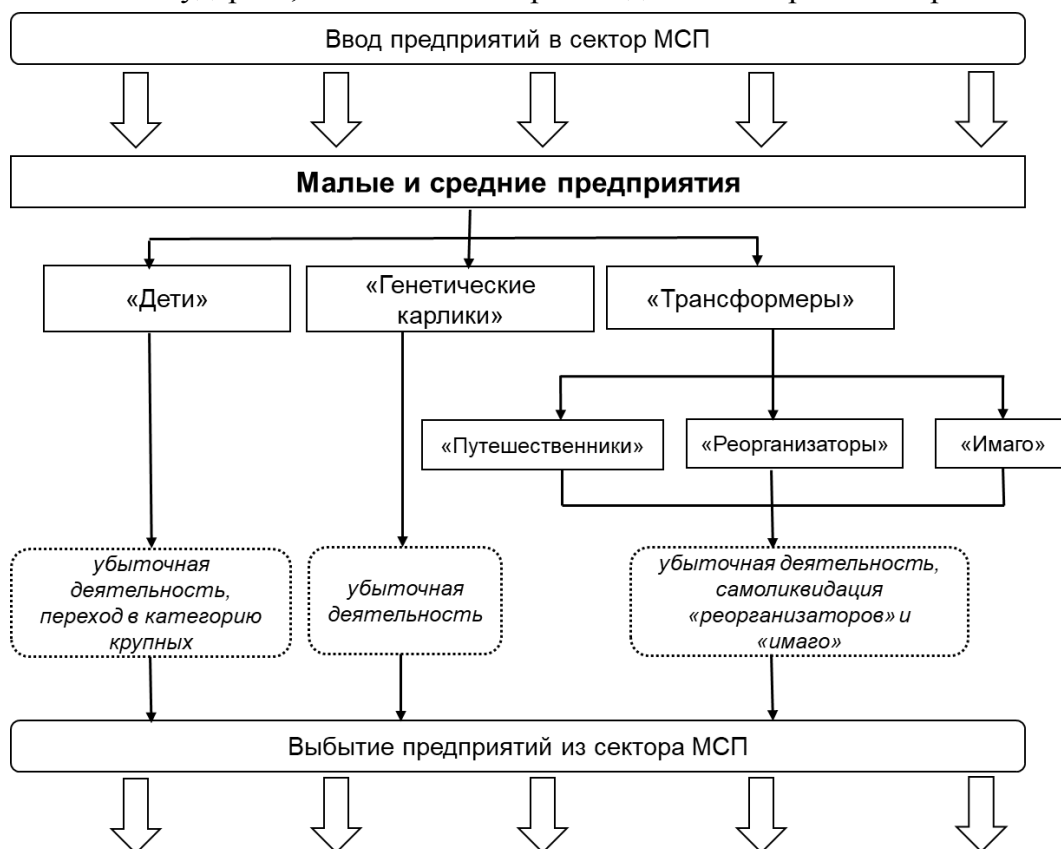 Ввод предприятий в сектор МСП
Малые и средние предприятия
«Дети»
«Генетические
карлики»
«Трансформеры»
«Путешественники»
«Реорганизаторы»
«Имаго»
убыточная
деятельность,
переход в категорию
крупных
убыточная
деятельность
убыточная деятельность,
самоликвидация
«реорганизаторов» и
«имаго»
Выбытие предприятий из сектора МСП